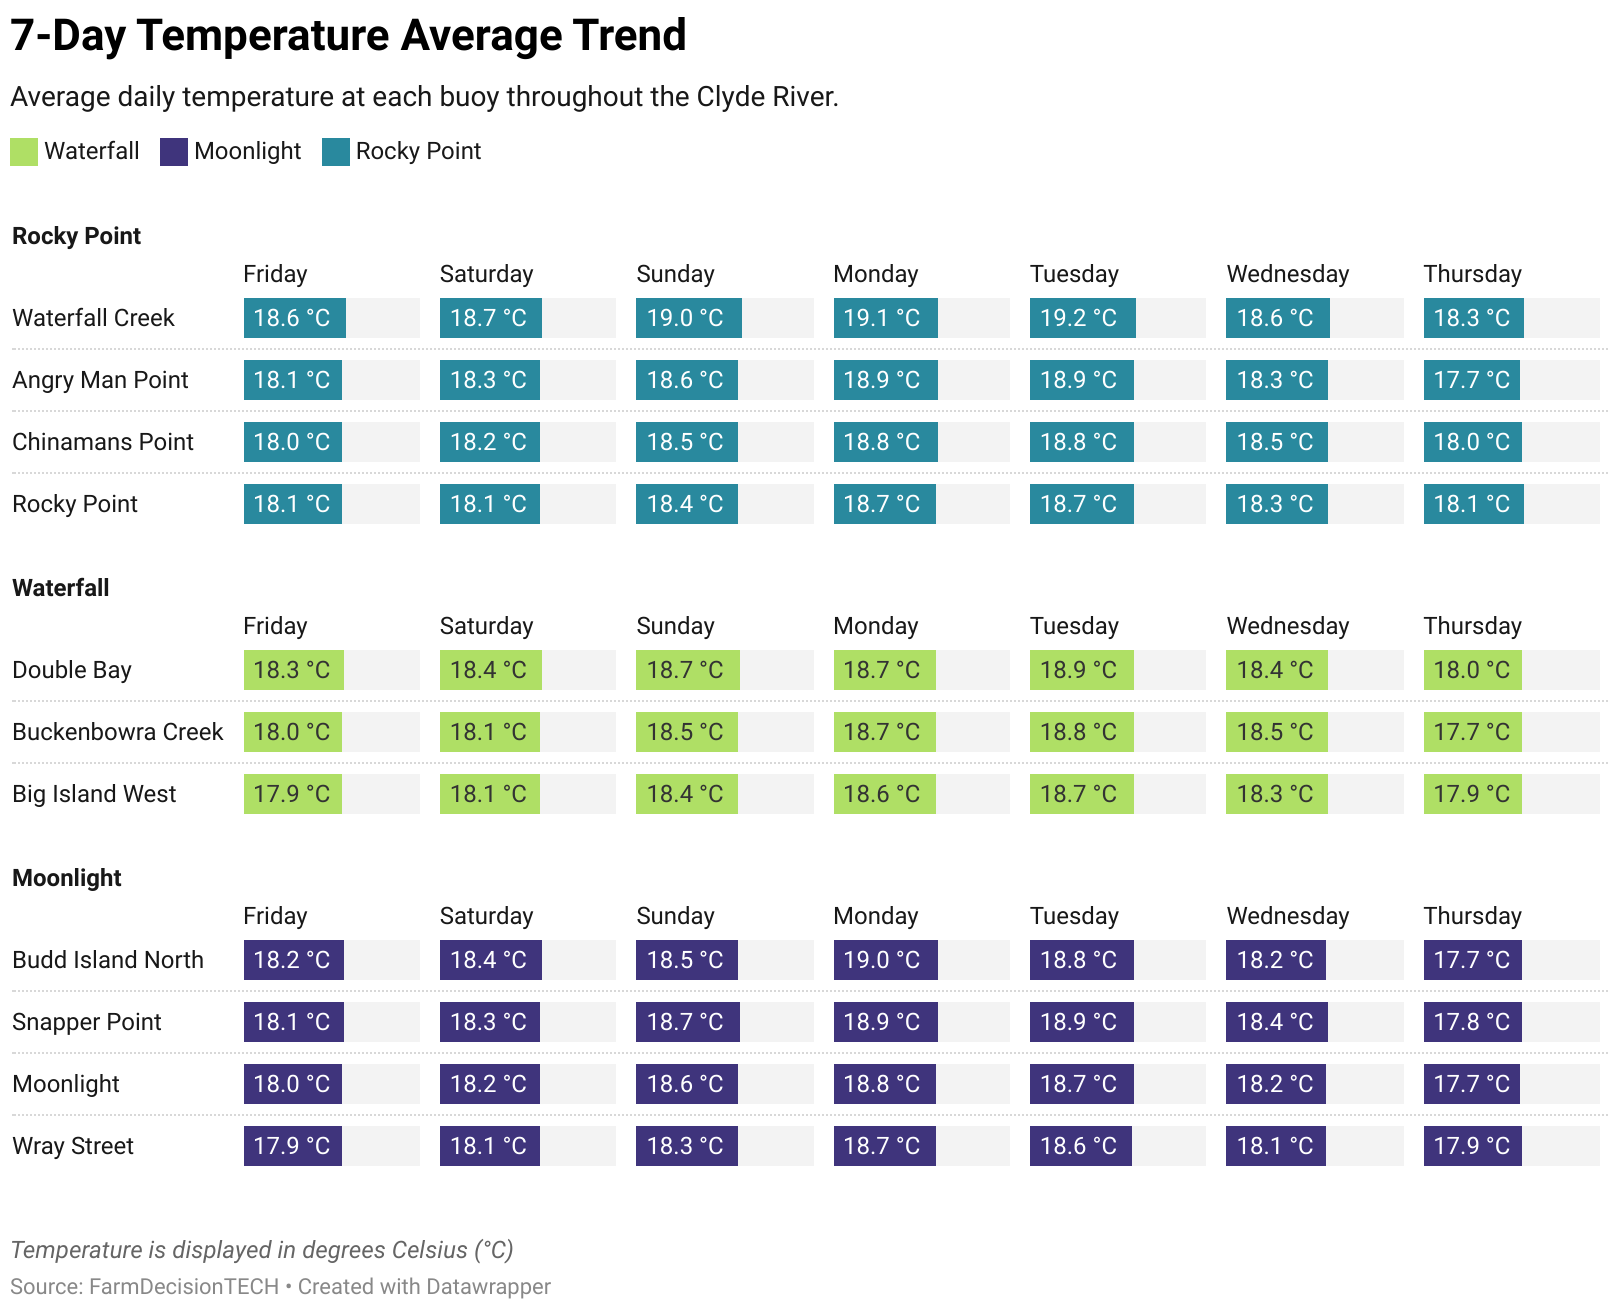 7-Day Temperature Average Trend
Average daily temperature at each buoy throughout the Clyde River.
Waterfall Moonlight Rocky Point
Rocky Point
Friday Saturday Sunday Monday Tuesday Wednesday Thursday
Waterfall Creek 18.6 °C 18.7 °C 19.0 °C 19.1 °C 19.2 °C 18.6 °C 18.3 °C
Angry Man Point 18.1 °C 18.3 °C 18.6 °C 18.9 °C 18.9 °C 18.3 °C 17.7 °C
Chinamans Point 18.0 °C 18.2 °C 18.5 °C 18.8 °C 18.8 °C 18.5 °C 18.0 °C
Rocky Point 18.1 °C 18.1 °C 18.4 °C 18.7 °C 18.7 °C 18.3 °C 18.1 °C
Waterfall
Friday Saturday Sunday Monday Tuesday Wednesday Thursday
Double Bay 18.3 °C 18.4 °C 18.7 °C 18.7 °C 18.9 °C 18.4 °C 18.0 °C
Buckenbowra Creek 18.0 °C 18.1 °C 18.5 °C 18.7 °C 18.8 °C 18.5 °C 17.7 °C
Big Island West 17.9 °C 18.1 °C 18.4 °C 18.6 °C 18.7 °C 18.3 °C 17.9 °C
Moonlight
Friday Saturday Sunday Monday Tuesday Wednesday Thursday
Budd Island North 18.2 °C 18.4 °C 18.5 °C 19.0 °C 18.8 °C 18.2 °C 17.7 °C
Snapper Point 18.1 °C 18.3 °C 18.7 °C 18.9 °C 18.9 °C 18.4 °C 17.8 °C
Moonlight 18.0 °C 18.2 °C 18.6 °C 18.8 °C 18.7 °C 18.2 °C 17.7 °C
Wray Street 17.9 °C 18.1 °C 18.3 °C 18.7 °C 18.6 °C 18.1 °C 17.9 °C
Temperature is displayed in degrees Celsius (°C)
Source: FarmDecisionTECH • Created with Datawrapper